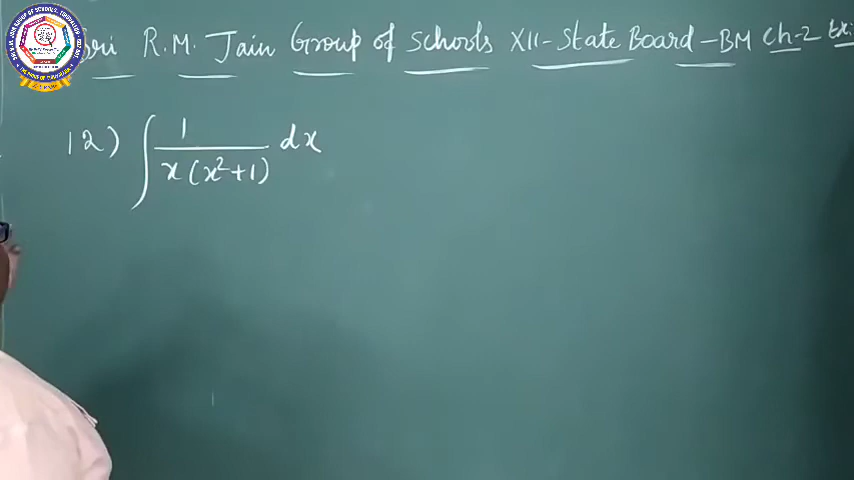 Sri R.M. Jain Group of schools XII-State Board-BM Ch-2
12) ∫ 1/(x(x²+1)) dx